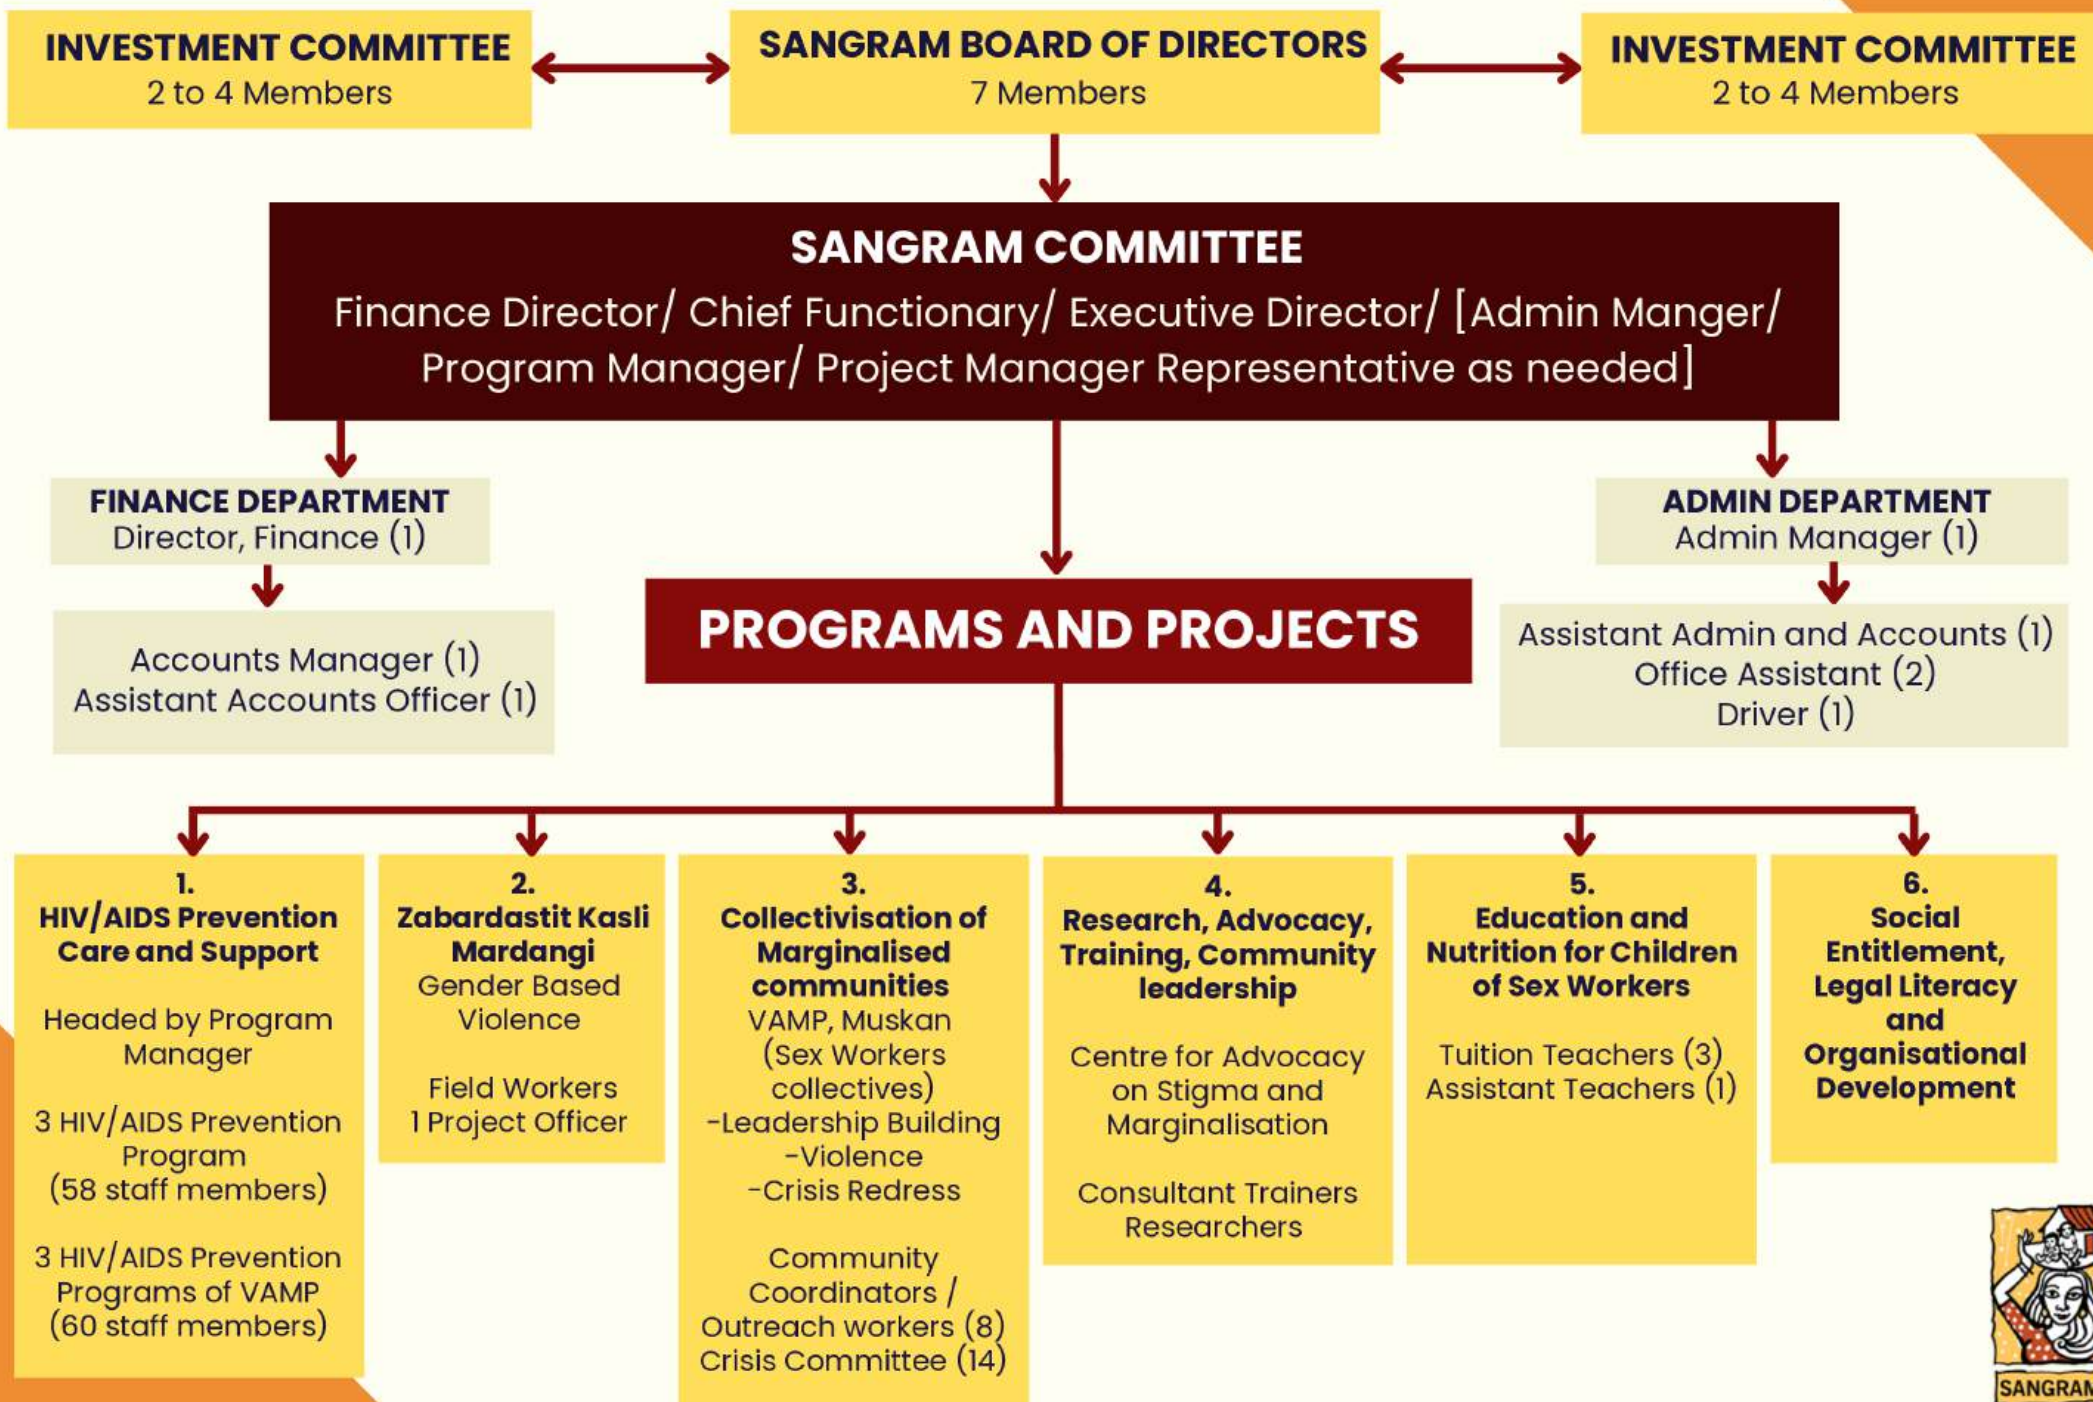 INVESTMENT COMMITTEE
2 to 4 Members
SANGRAM BOARD OF DIRECTORS
7 Members
INVESTMENT COMMITTEE
2 to 4 Members
SANGRAM COMMITTEE
Finance Director/ Chief Functionary/ Executive Director/ [Admin Manger/
Program Manager/ Project Manager Representative as needed]
FINANCE DEPARTMENT
Director, Finance (1)
Accounts Manager (1)
Assistant Accounts Officer (1)
ADMIN DEPARTMENT
Admin Manager (1)
Assistant Admin and Accounts (1)
Office Assistant (2)
Driver (1)
PROGRAMS AND PROJECTS
1.
HIV/AIDS Prevention
Care and Support
Headed by Program
Manager
3 HIV/AIDS Prevention
Program
(58 staff members)
3 HIV/AIDS Prevention
Programs of VAMP
(60 staff members)
2.
Zabardastit Kasli
Mardangi
Gender Based
Violence
Field Workers
1 Project Officer
3.
Collectivisation of
Marginalised
communities
VAMP, Muskan
(Sex Workers
collectives)
-Leadership Building
-Violence
-Crisis Redress
Community
Coordinators /
Outreach workers (8)
Crisis Committee (14)
4.
Research, Advocacy,
Training, Community
leadership
Centre for Advocacy
on Stigma and
Marginalisation
Consultant Trainers
Researchers
5.
Education and
Nutrition for Children
of Sex Workers
Tuition Teachers (3)
Assistant Teachers (1)
6.
Social
Entitlement,
Legal Literacy
and
Organisational
Development
SANGRAM